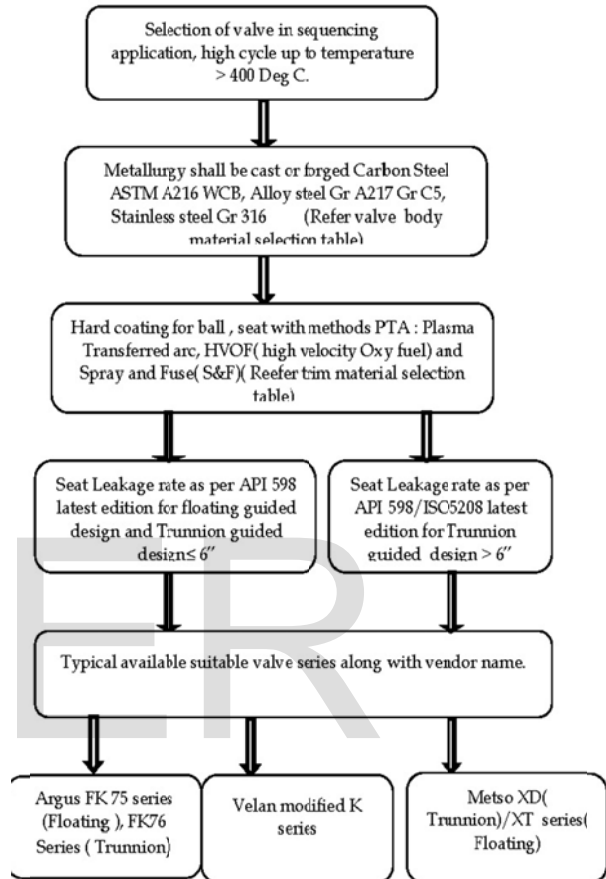 Selection of valve in sequencing
application, high cycle up to temperature
> 400 Deg C.
Metallurgy shall be cast or forged Carbon Steel
ASTM A216 WCB, Alloy steel Gr A217 Gr C5,
Stainless steel Gr 316 (Refer valve body
material selection table)
Hard coating for ball , seat with methods PTA : Plasma
Transferred arc, HVOF( high velocity Oxy fuel) and
Spray and Fuse( S&F)( Reefer trim material selection
table)
Seat Leakage rate as per API 598
latest edition for floating guided
design and Trunnion guided
design≤ 6”
Seat Leakage rate as per
API 598/ISO5208 latest
edition for Trunnion
guided design > 6”
Typical available suitable valve series along with vendor name.
Argus FK 75 series
(Floating ), FK76
Series ( Trunnion)
Velan modified K
series
Metso XD(
Trunnion)/XT series(
Floating)
ER